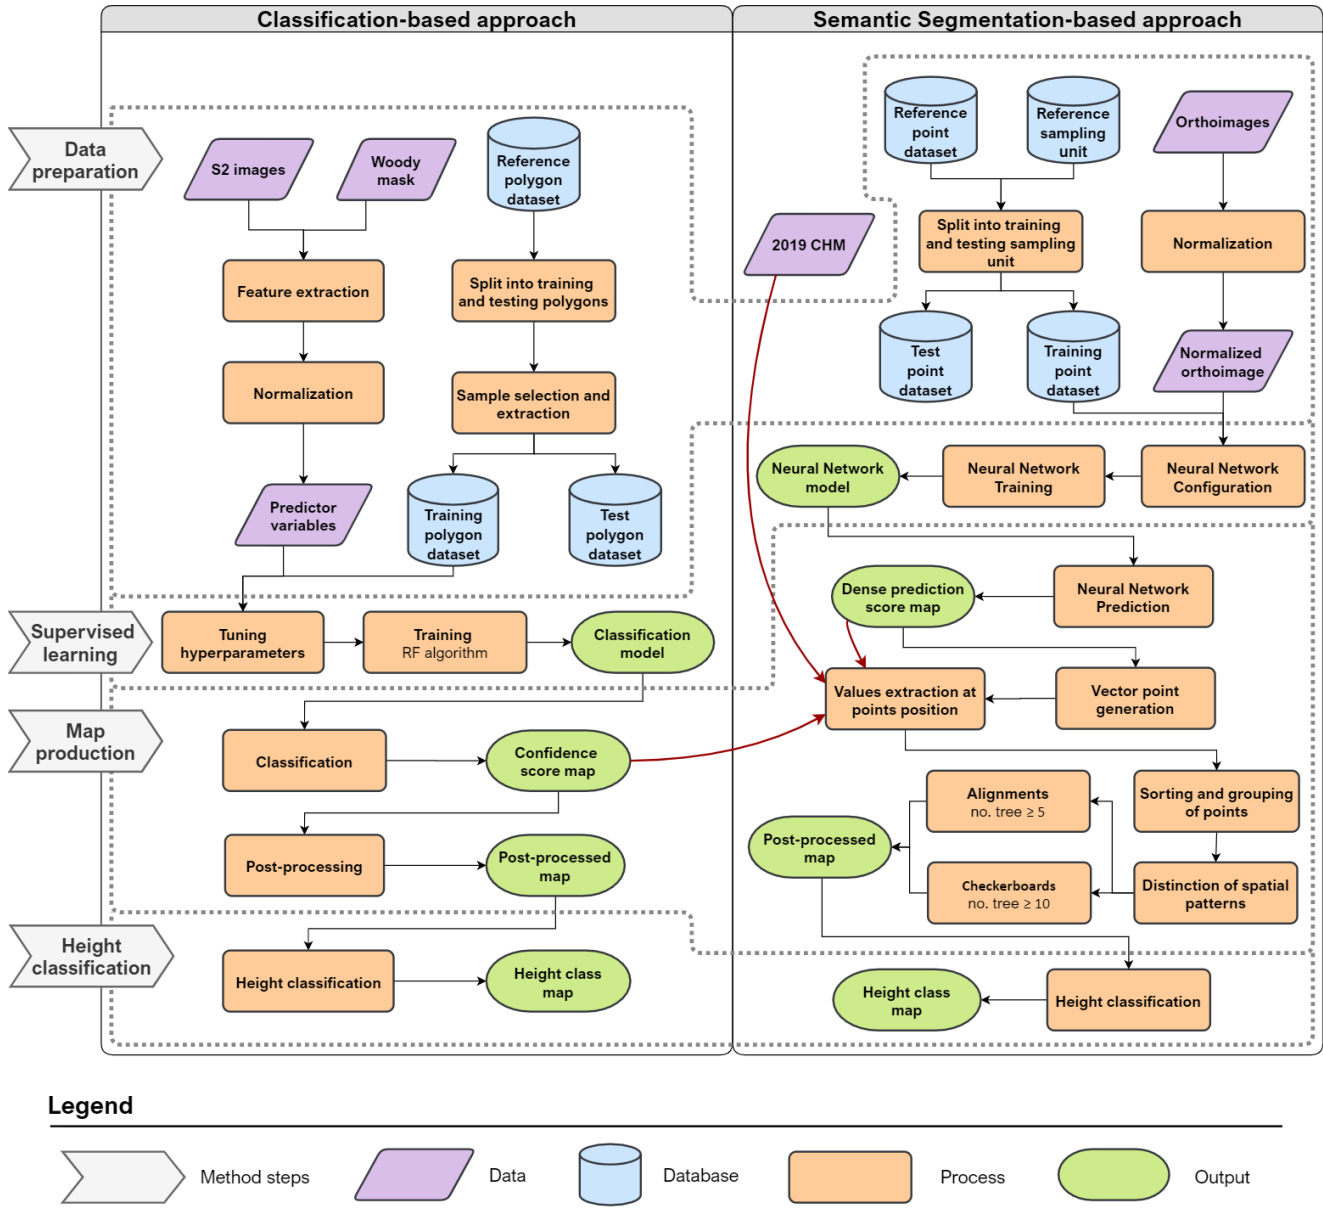 Classification-based approach
Semantic Segmentation-based approach
Data
preparation
S2 images
Woody
mask
Reference
polygon
dataset
Feature extraction
Split into training
and testing polygons
Normalization
Sample selection and
extraction
Predictor
variables
Training
polygon
dataset
Test
polygon
dataset
Reference
point
dataset
Reference
sampling
unit
Orthoimages
2019 CHM
Split into training
and testing sampling
unit
Normalization
Test
point
dataset
Training
point
dataset
Normalized
orthoimage
Supervised
learning
Tuning
hyperparameters
Training
RF algorithm
Classification
model
Neural Network
model
Neural Network
Training
Neural Network
Configuration
Map
production
Classification
Confidence
score map
Post-processing
Post-processed
map
Dense prediction
score map
Neural Network
Prediction
Values extraction at
points position
Vector point
generation
Alignments
no. tree ≥ 5
Sorting and grouping
of points
Post-processed
map
Checkerboards
no. tree ≥ 10
Distinction of spatial
patterns
Height
classification
Height classification
Height class
map
Height class
map
Height classification
Legend
Method steps
Data
Database
Process
Output